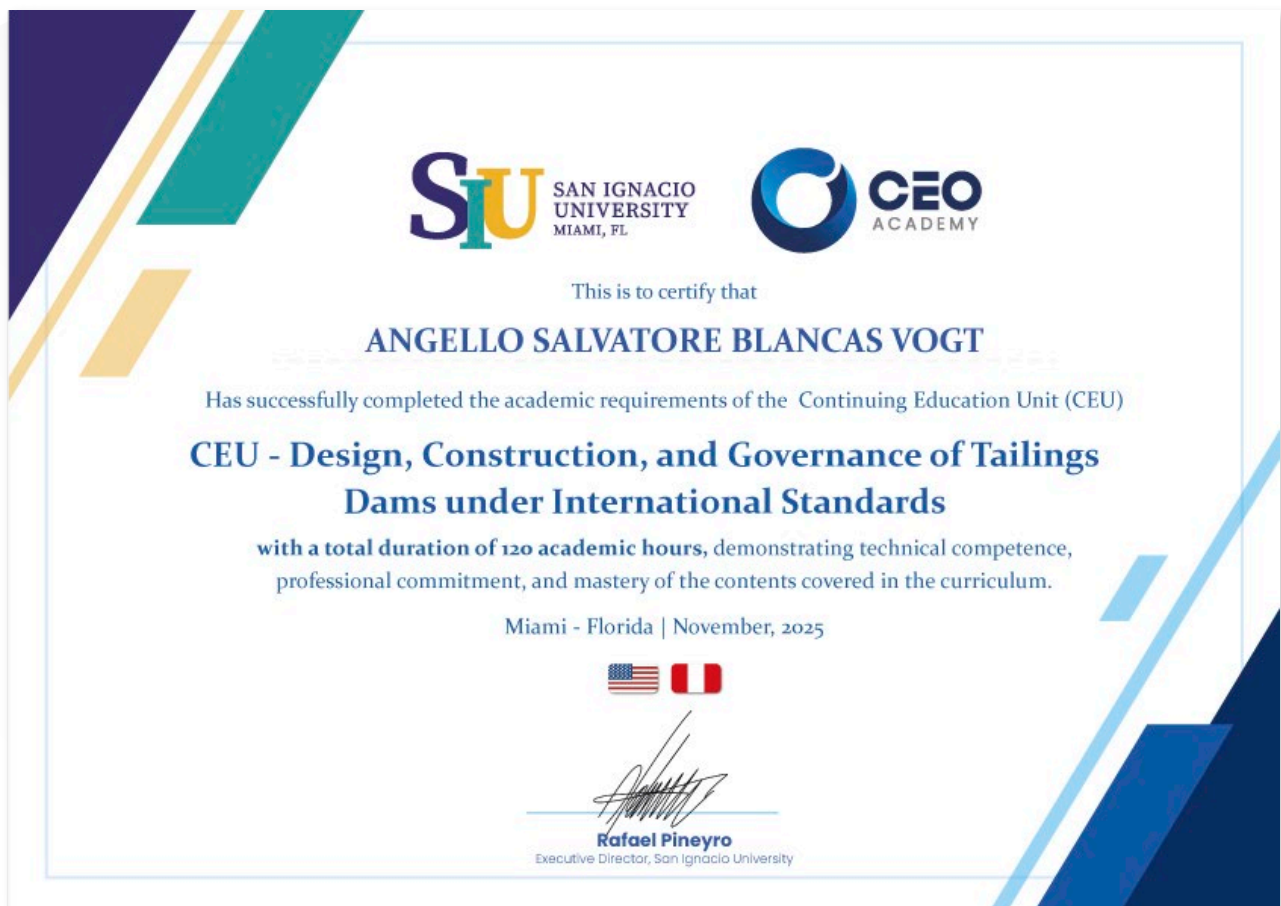 SIU
SAN IGNACIO
UNIVERSITY
MIAMI, FL
CEO
ACADEMY
This is to certify that
ANGELLO SALVATORE BLANCAS VOGT
Has successfully completed the academic requirements of the  Continuing Education Unit (CEU)
CEU - Design, Construction, and Governance of Tailings
Dams under International Standards
with a total duration of 120 academic hours, demonstrating technical competence,
professional commitment, and mastery of the contents covered in the curriculum.
Miami - Florida | November, 2025
Rafael Pineyro
Executive Director, San Ignacio University